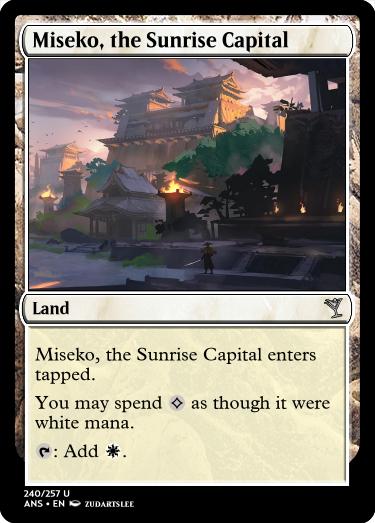 Miseko, the Sunrise Capital
Land
Miseko, the Sunrise Capital enters
tapped.
You may spend ◇ as though it were
white mana.
: Add .
240/257 U
ANS • EN ZUDARTSLEE